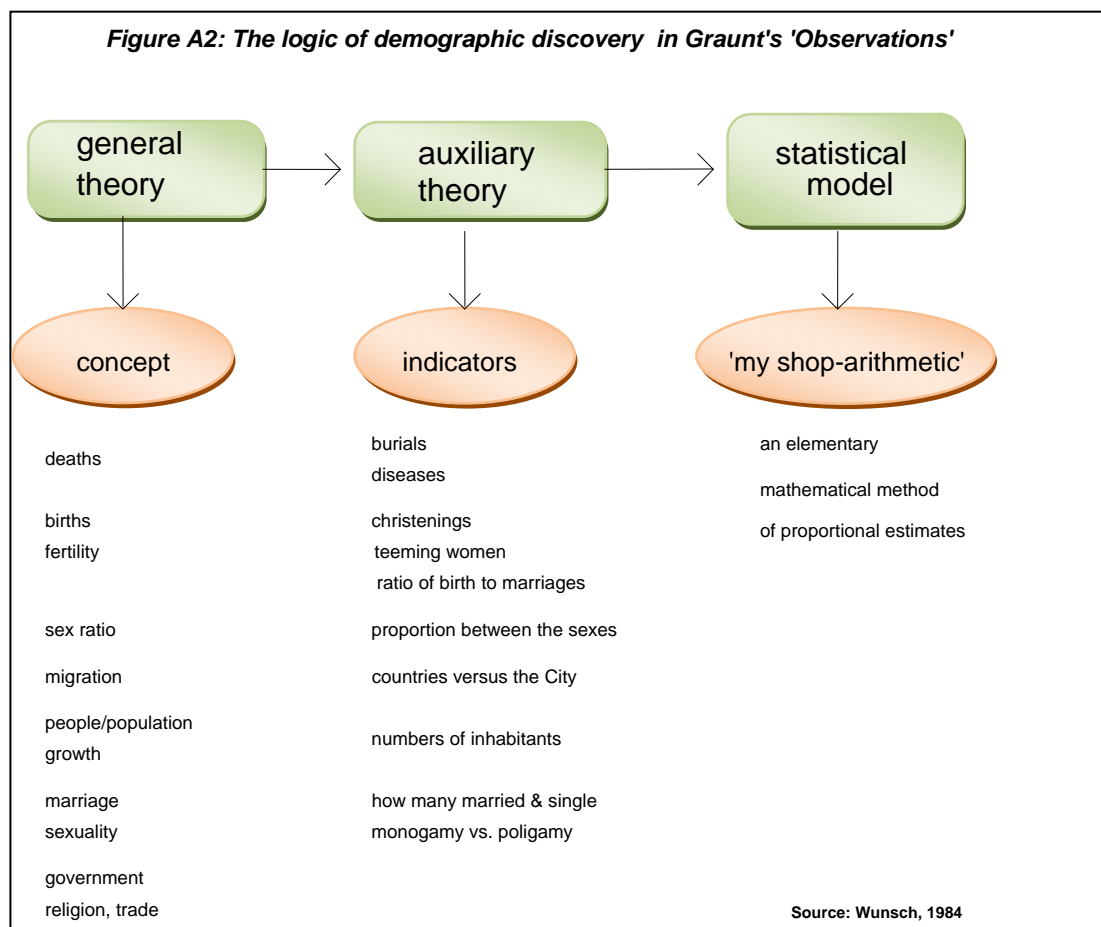 Figure A2: The logic of demographic discovery in Graunt's 'Observations'
general
theory
auxiliary
theory
statistical
model
concept
indicators
'my shop-arithmetic'
deaths
births
fertility
sex ratio
migration
people/population
growth
marriage
sexuality
government
religion, trade
burials
diseases
christenings
teeming women
ratio of birth to marriages
proportion between the sexes
countries versus the City
numbers of inhabitants
how many married & single
monogamy vs. poligamy
an elementary
mathematical method
of proportional estimates
Source: Wunsch, 1984